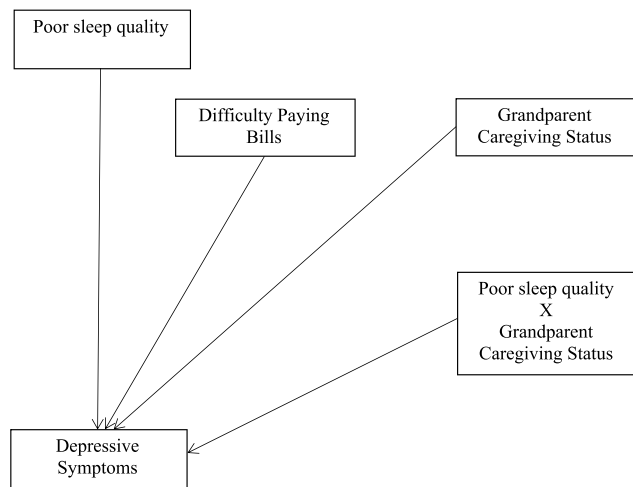 Poor sleep quality
Difficulty Paying
Bills
Grandparent
Caregiving Status
Poor sleep quality
X
Grandparent
Caregiving Status
Depressive
Symptoms